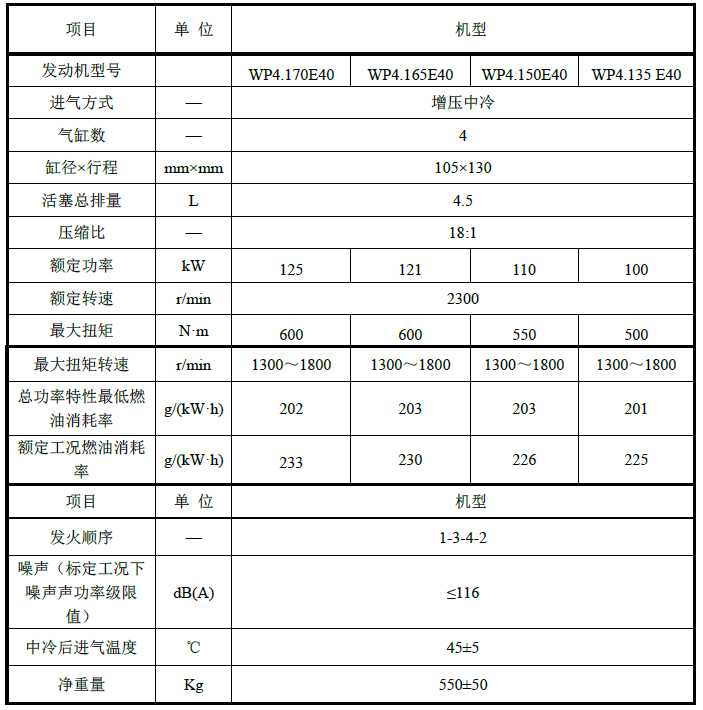 项目 单 位 机型
发动机型号 WP4.170E40 WP4.165E40 WP4.150E40 WP4.135 E40
进气方式 — 增压中冷
气缸数 — 4
缸径×行程 mm×mm 105×130
活塞总排量 L 4.5
压缩比 — 18:1
额定功率 kW 125 121 110 100
额定转速 r/min 2300
最大扭矩 N·m 600 600 550 500
最大扭矩转速 r/min 1300～1800 1300～1800 1300～1800 1300～1800
总功率特性最低燃
油消耗率 g/(kW·h) 202 203 203 201
额定工况燃油消耗
率 g/(kW·h) 233 230 226 225
项目 单 位 机型
发火顺序 — 1-3-4-2
噪声（标定工况下
噪声声功率级限
值） dB(A) ≤116
中冷后进气温度 ℃ 45±5
净重量 Kg 550±50